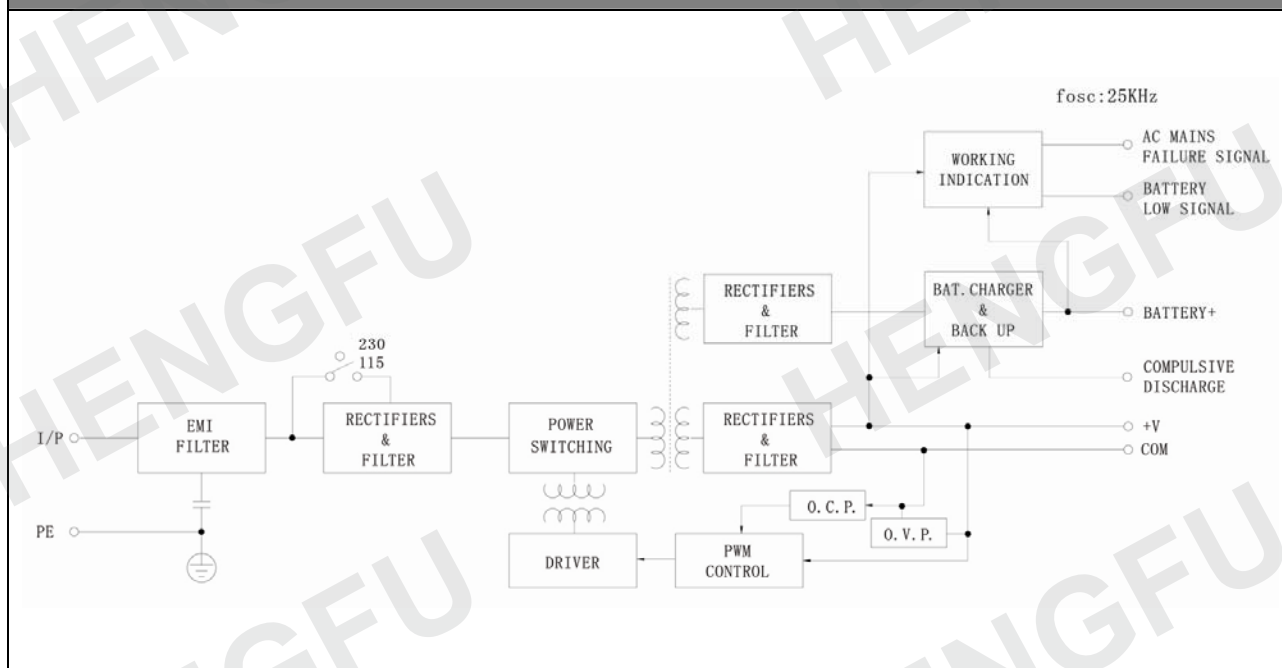 fosc:25KHz
AC MAINS
FAILURE SIGNAL
WORKING
INDICATION
BATTERY
LOW SIGNAL
RECTIFIERS
&
FILTER
BAT.CHARGER
&
BACK UP
BATTERY+
230
115
COMPULSIVE
DISCHARGE
I/P
EMI
FILTER
RECTIFIERS
&
FILTER
POWER
SWITCHING
RECTIFIERS
&
FILTER
+V
COM
O.C.P.
O.V.P.
PE
DRIVER
PWM
CONTROL
HENGFU
HENGFU
HENGFU
HENGFU
HENGFU
HENGFU